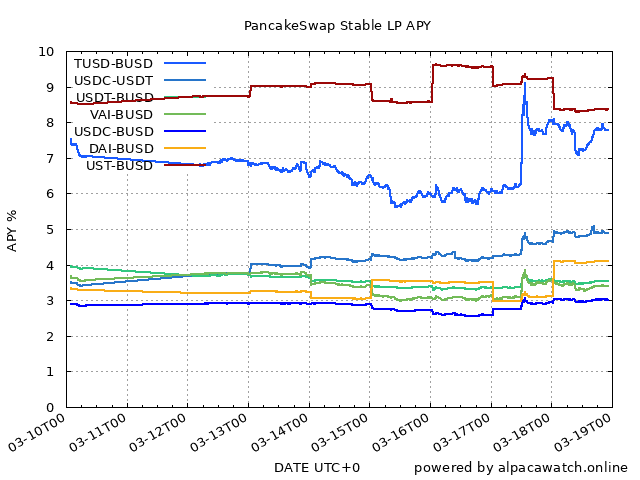 PancakeSwap Stable LP APY
10
9
8
7
6
5
4
3
2
1
0
APY %
TUSD-BUSD
USDC-USDT
USDT-BUSD
VAI-BUSD
USDC-BUSD
DAI-BUSD
UST-BUSD
03-10T00
03-11T00
03-12T00
03-13T00
03-14T00
03-15T00
03-16T00
03-17T00
03-18T00
03-19T00
DATE UTC+0
powered by alpacawatch.online